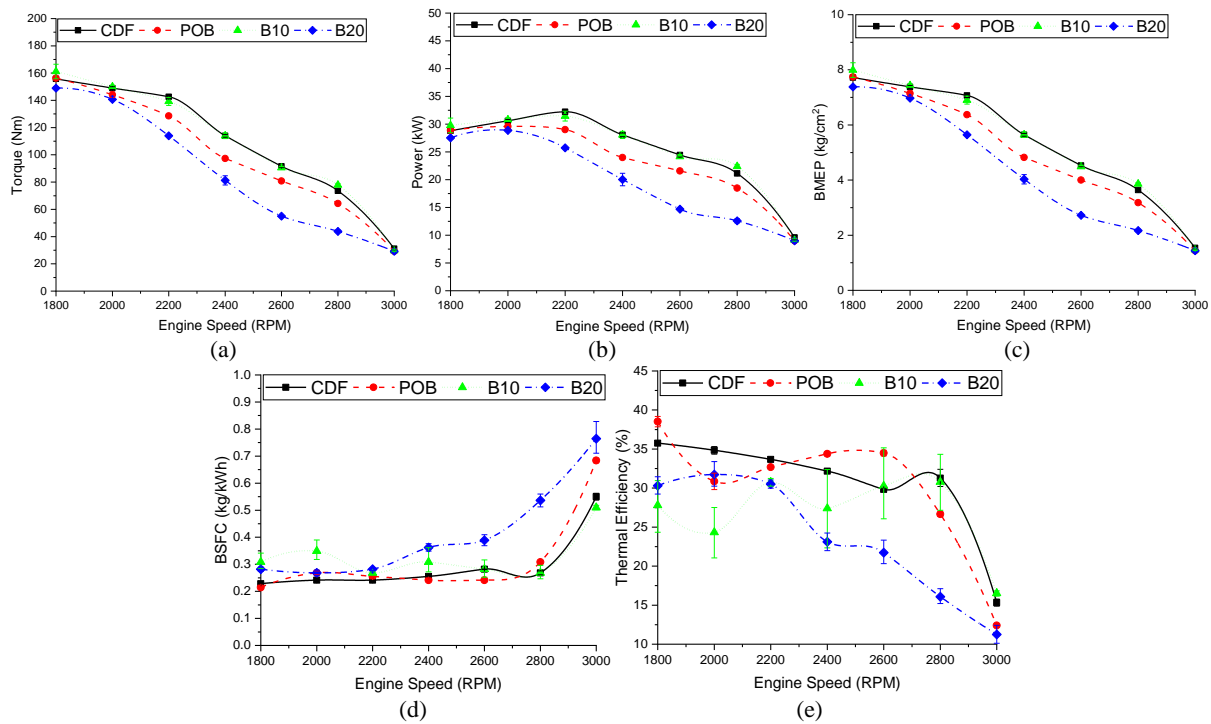 CDF POB B10 B20
200
180
160
140
120
100
80
60
40
20
0
Torque (Nm)
1800 2000 2200 2400 2600 2800 3000
Engine Speed (RPM)
(a)
CDF POB B10 B20
50
45
40
35
30
25
20
15
10
5
0
Power (kW)
1800 2000 2200 2400 2600 2800 3000
Engine Speed (RPM)
(b)
CDF POB B10 B20
10
8
6
4
2
0
BMEP (kg/cm²)
1800 2000 2200 2400 2600 2800 3000
Engine Speed (RPM)
(c)
CDF POB B10 B20
1.0
0.9
0.8
0.7
0.6
0.5
0.4
0.3
0.2
0.1
0.0
BSFC (kg/kWh)
1800 2000 2200 2400 2600 2800 3000
Engine Speed (RPM)
(d)
CDF POB B10 B20
45
40
35
30
25
20
15
10
Thermal Efficiency (%)
1800 2000 2200 2400 2600 2800 3000
Engine Speed (RPM)
(e)